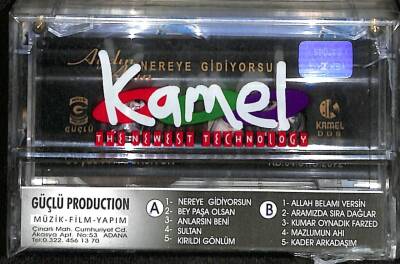 NEREYE GİDİYORSUN
Kamel
THE NEWEST TECHNOLOGY
GÜÇLÜ
KAMEL
GÜÇLÜ PRODUCTION
MÜZİK-FİLM-YAPIM
Çınarlı Mah. Cumhuriyet Cd.
Akasya Apt. No:53 ADANA
Tel:0.322. 456 13 70
A
1- NEREYE GİDİYORSUN
2- BEY PAŞA OLSAN
3- ANLARSIN BENİ
4- SULTAN
5- KIRILDI GÖNLÜM
B
1- ALLAH BELAMI VERSİN
2- ARAMIZDA SIRA DAĞLAR
3- KUMAR OYNADIK FARZED
4- MAZLUMUN AHI
5- KADER ARKADAŞIM